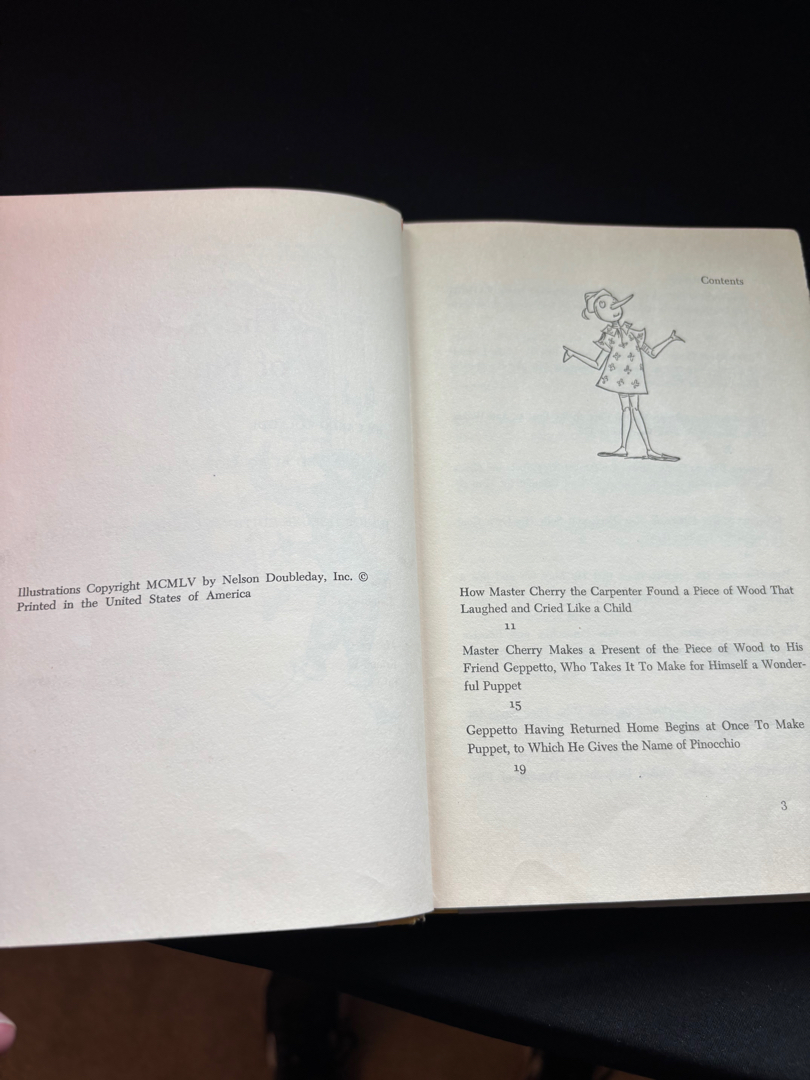 Illustrations Copyright MCMLV by Nelson Doubleday, Inc. ©
Printed in the United States of America
Contents
How Master Cherry the Carpenter Found a Piece of Wood That
Laughed and Cried Like a Child
11
Master Cherry Makes a Present of the Piece of Wood to His
Friend Geppetto, Who Takes It To Make for Himself a Wonder-
ful Puppet
15
Geppetto Having Returned Home Begins at Once To Make
Puppet, to Which He Gives the Name of Pinocchio
19
3